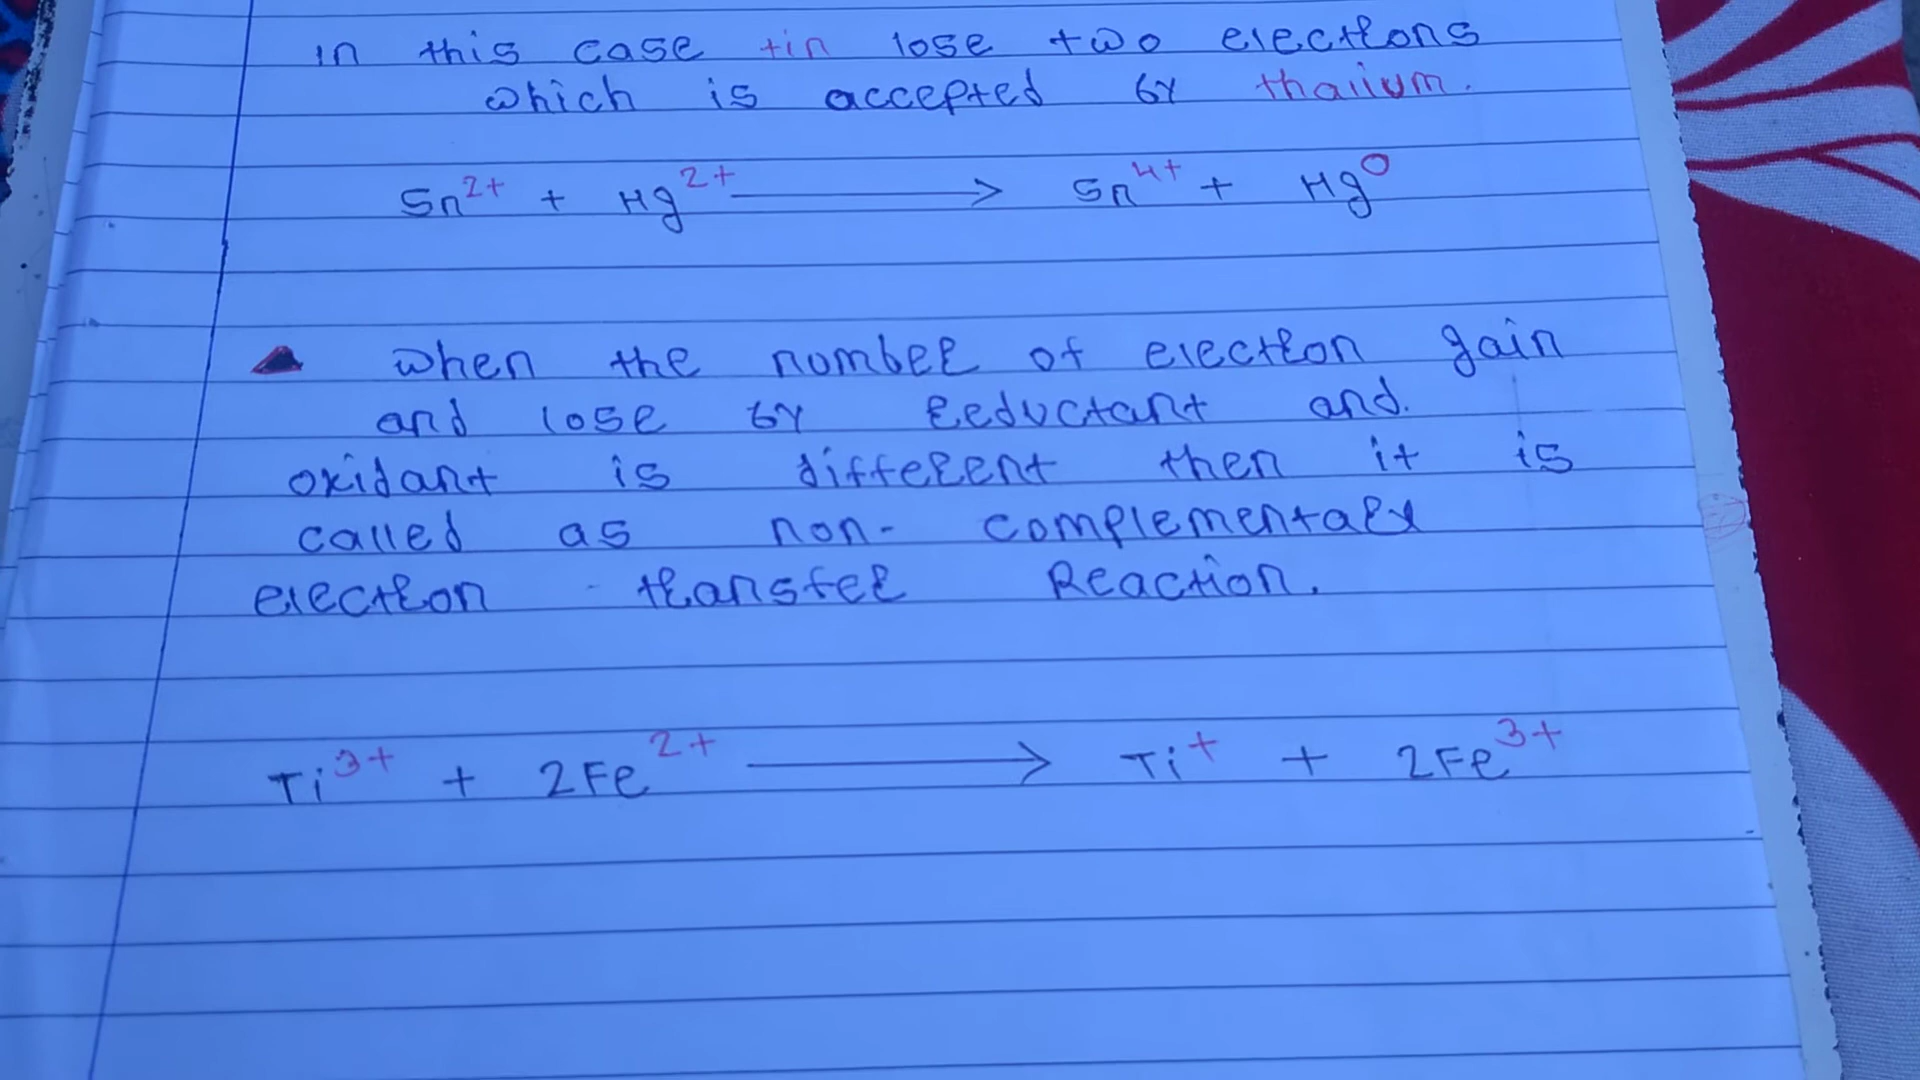 in this case tin lose two electrons
which is accepted by thalium.
Sn²⁺ + Hg²⁺ ⟶ Sn⁴⁺ + Hg⁰
▲ when the number of electron gain
and lose by reductant and.
oxidant is different then it is
called as non- complementary
electron - transfer Reaction.
Ti³⁺ + 2Fe²⁺ ⟶ Ti⁺ + 2Fe³⁺